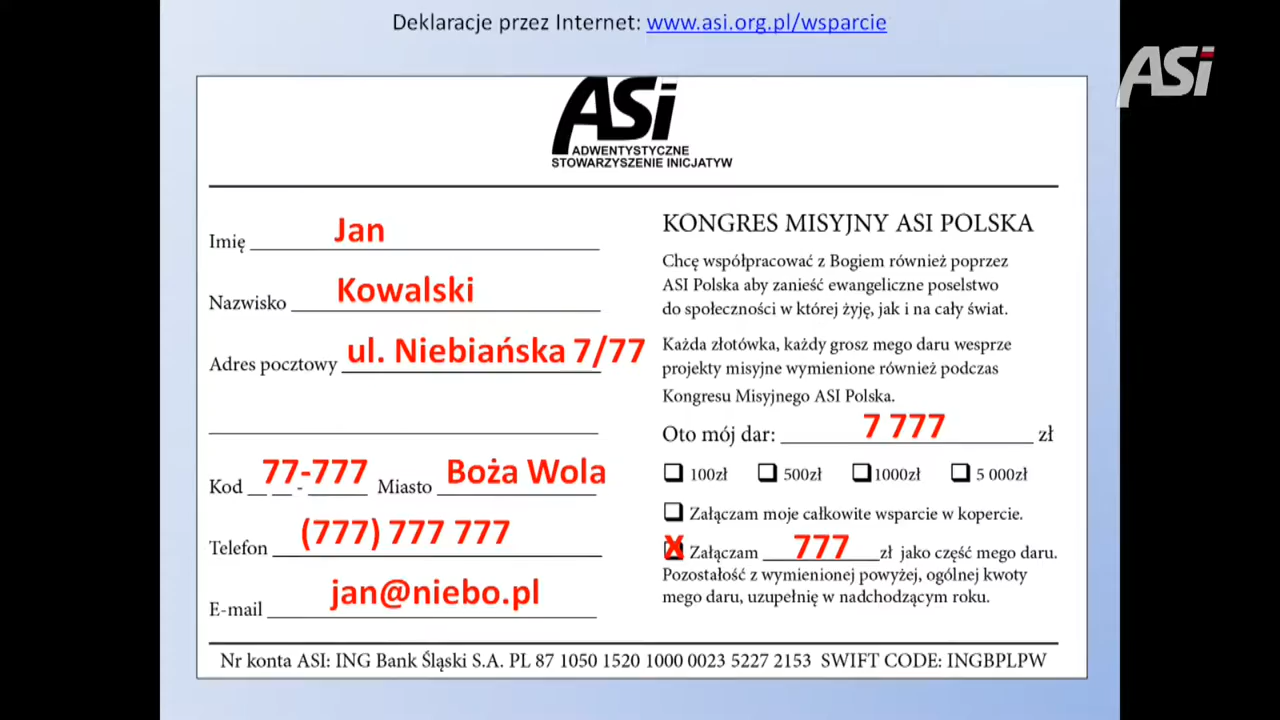 Deklaracje przez Internet: www.asi.org.pl/wsparcie
ASi
ASi
ADWENTYSTYCZNE
STOWARZYSZENIE INICJATYW
Imię Jan
Nazwisko Kowalski
Adres pocztowy ul. Niebiańska 7/77
Kod 77-777 Miasto Boża Wola
Telefon (777) 777 777
E-mail jan@niebo.pl
KONGRES MISYJNY ASI POLSKA
Chcę współpracować z Bogiem również poprzez
ASI Polska aby zanieść ewangeliczne poselstwo
do społeczności w której żyję, jak i na cały świat.
Każda złotówka, każdy grosz mego daru wesprze
projekty misyjne wymienione również podczas
Kongresu Misyjnego ASI Polska.
Oto mój dar: 7 777 zł
100zł 500zł 1000zł 5 000zł
Załączam moje całkowite wsparcie w kopercie.
X Załączam 777 zł jako część mego daru.
Pozostałość z wymienionej powyżej, ogólnej kwoty
mego daru, uzupełnię w nadchodzącym roku.
Nr konta ASI: ING Bank Śląski S.A. PL 87 1050 1520 1000 0023 5227 2153 SWIFT CODE: INGBPLPW